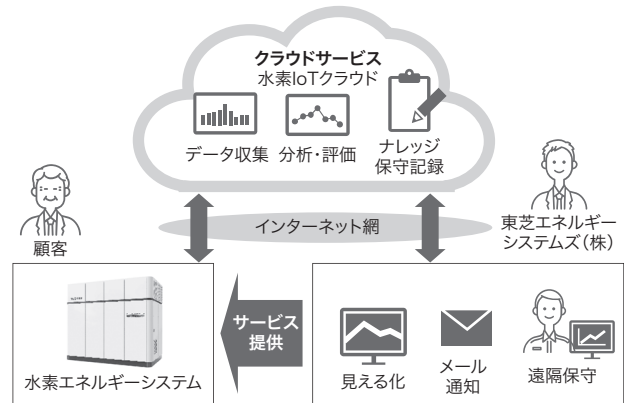 クラウドサービス
水素IoTクラウド
データ収集
分析・評価
ナレッジ
保守記録
顧客
インターネット網
東芝エネルギー
システムズ(株)
サービス
提供
水素エネルギーシステム
見える化
メール
通知
遠隔保守